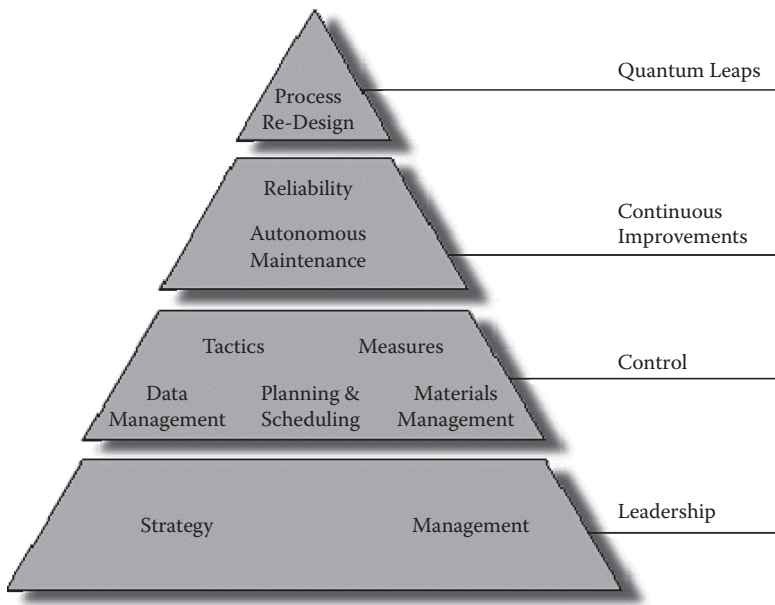 Quantum Leaps
Process
Re-Design
Reliability
Autonomous
Maintenance
Continuous
Improvements
Tactics
Measures
Data
Management
Planning &
Scheduling
Materials
Management
Control
Strategy
Management
Leadership